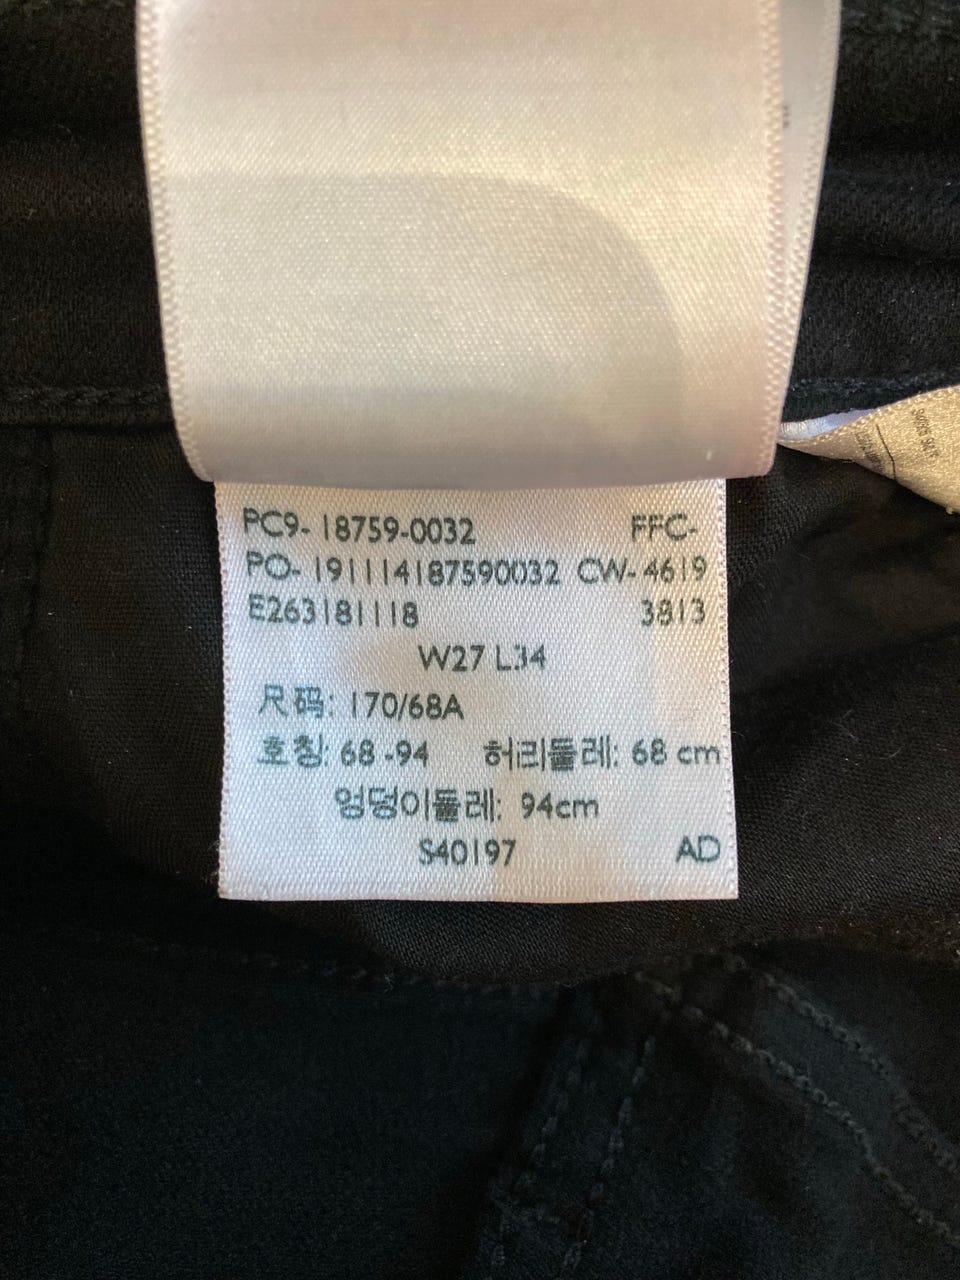 PC9- 18759-0032 FFC-
PO- 191114187590032 CW- 4619
E263181118 3813
W27 L34
尺码: 170/68A
호칭: 68 -94 허리둘레: 68 cm
엉덩이둘레: 94cm
S40197 AD